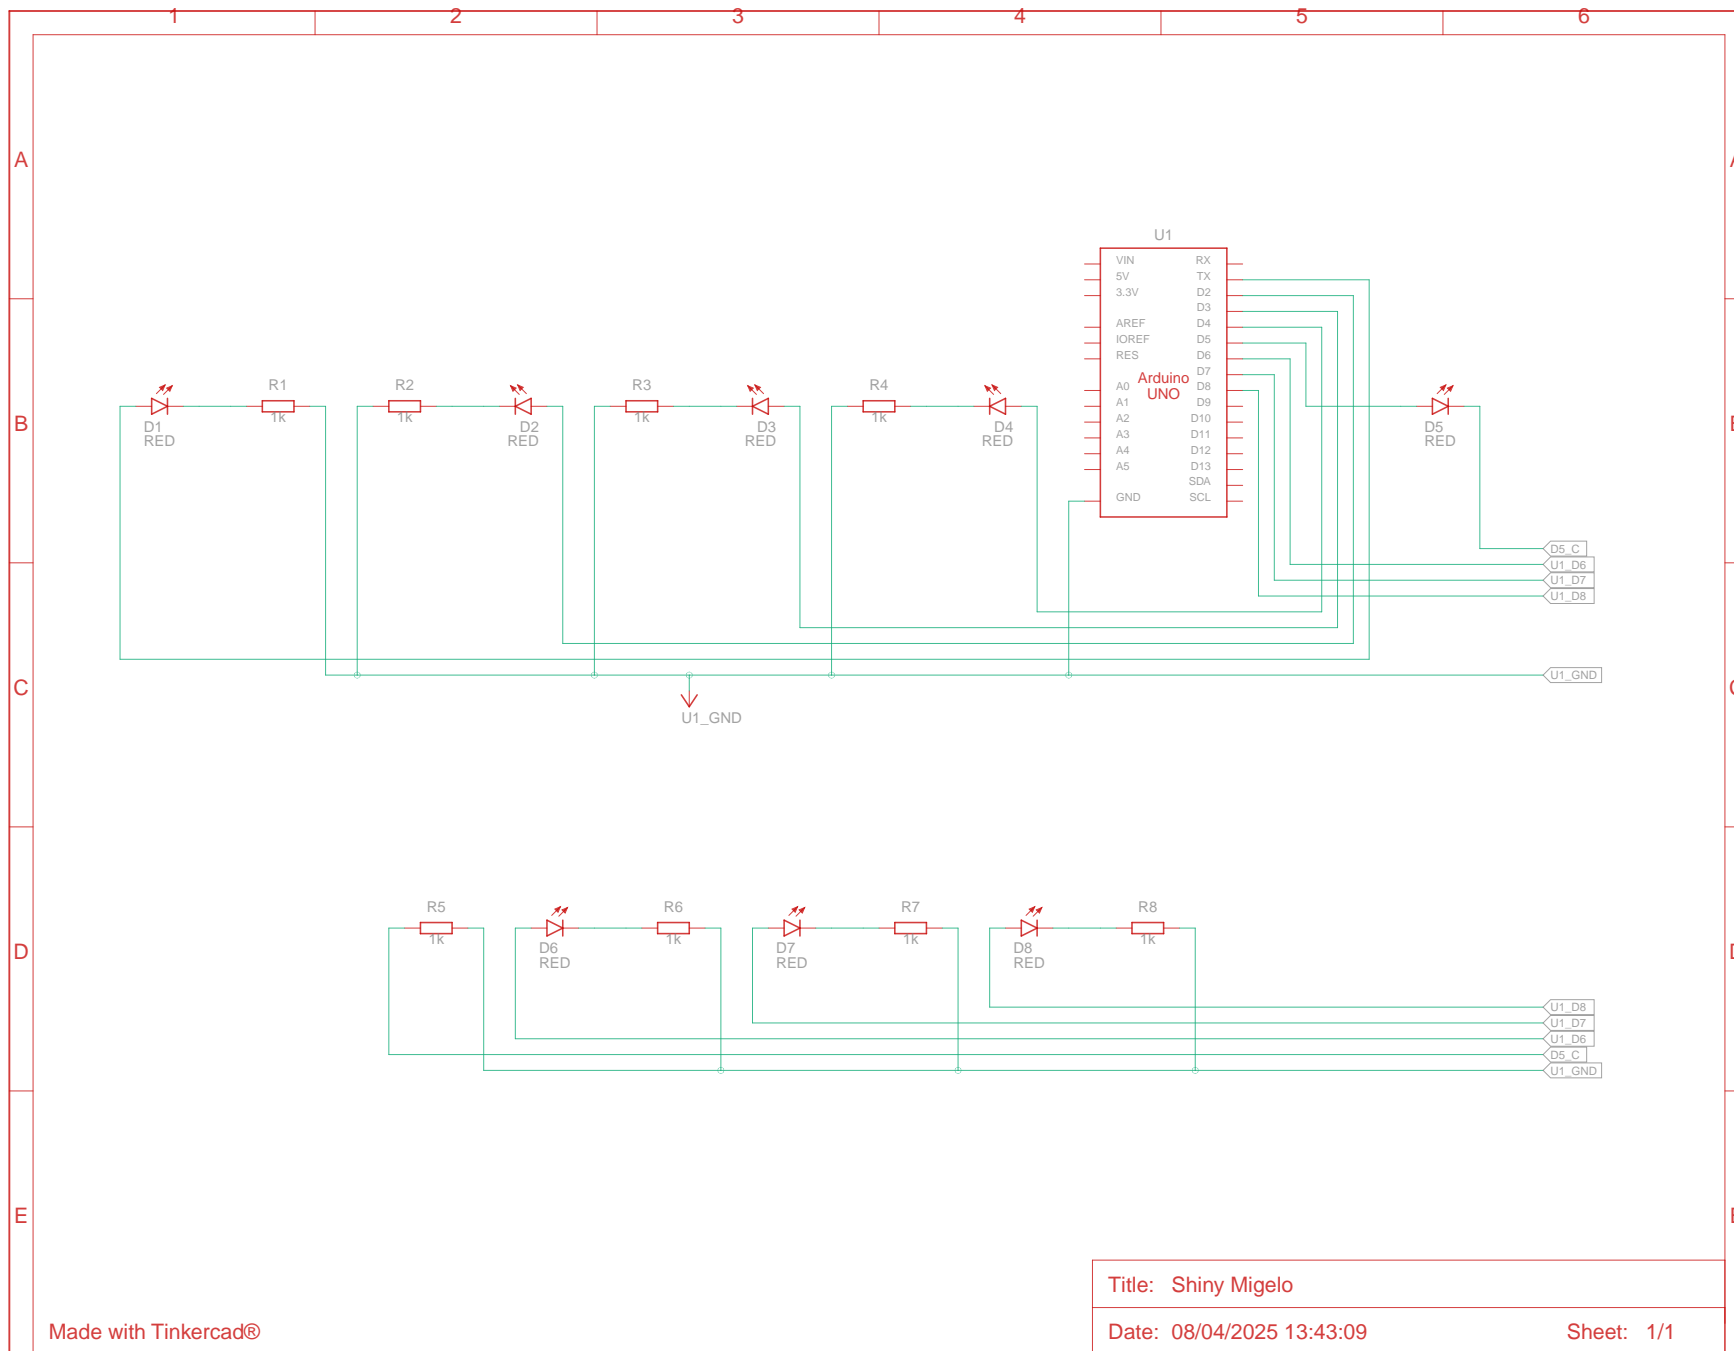 1 2 3 4 5 6
A A
U1
VIN RX
5V TX
3.3V D2
D3
AREF D4
IOREF D5
RES D6
D7
A0 D8
Arduino
UNO
A1 D9
A2 D10
A3 D11
A4 D12
A5 D13
SDA
GND SCL
R1 R2 R3 R4
1k 1k 1k 1k
B
D1 D2 D3 D4 D5
RED RED RED RED RED
D5_C
U1_D6
U1_D7
U1_D8
C
U1_GND
U1_GND
R5 R6 R7 R8
1k 1k 1k 1k
D
D6 D7 D8
RED RED RED
U1_D8
U1_D7
U1_D6
D5_C
U1_GND
E
Title: Shiny Migelo
Made with Tinkercad®
Date: 08/04/2025 13:43:09 Sheet: 1/1